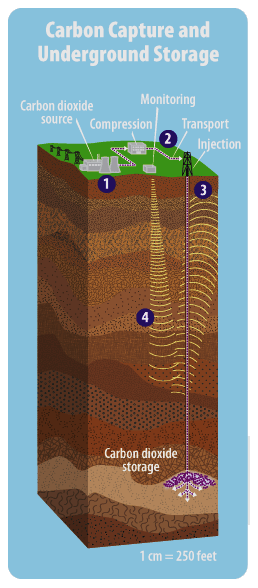 Carbon Capture and
Underground Storage
Monitoring
Carbon dioxide
source
Compression
2
Transport
Injection
1
3
4
Carbon dioxide
storage
1 cm = 250 feet